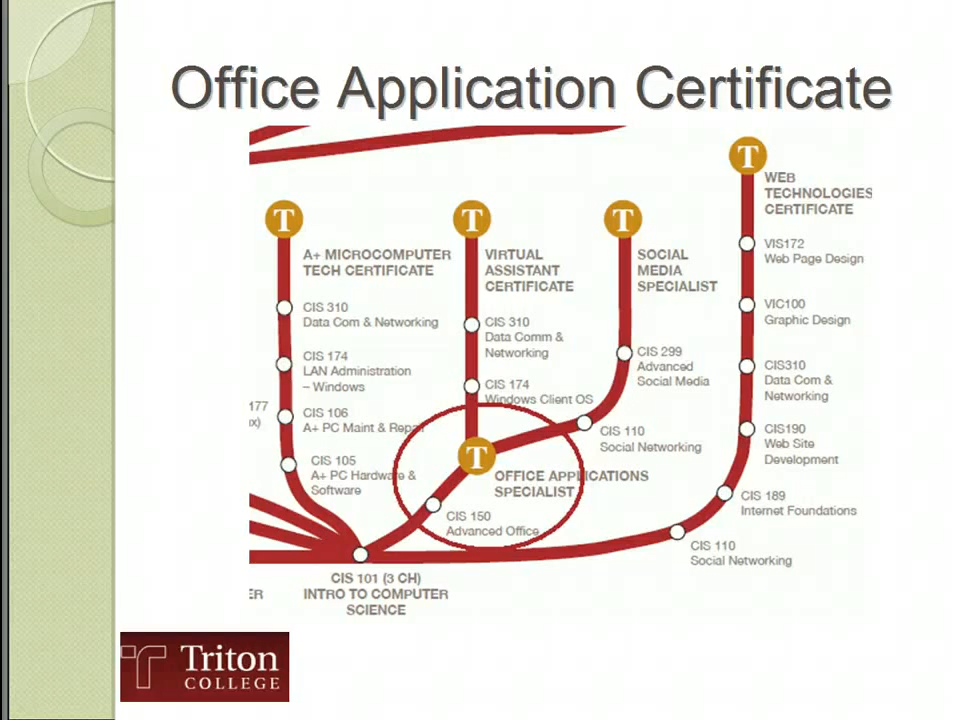 Office Application Certificate
T
WEB
TECHNOLOGIES
CERTIFICATE
VIS172
Web Page Design
VIC100
Graphic Design
CIS310
Data Com &
Networking
CIS190
Web Site
Development
CIS 189
Internet Foundations
CIS 110
Social Networking
T
A+ MICROCOMPUTER
TECH CERTIFICATE
CIS 310
Data Com & Networking
CIS 174
LAN Administration
– Windows
CIS 106
A+ PC Maint & Repair
CIS 105
A+ PC Hardware &
Software
177
T
VIRTUAL
ASSISTANT
CERTIFICATE
CIS 310
Data Comm &
Networking
CIS 174
Windows Client OS
T
SOCIAL
MEDIA
SPECIALIST
CIS 299
Advanced
Social Media
CIS 110
Social Networking
T
OFFICE APPLICATIONS
SPECIALIST
CIS 150
Advanced Office
CIS 101 (3 CH)
INTRO TO COMPUTER
SCIENCE
ER
Triton
COLLEGE